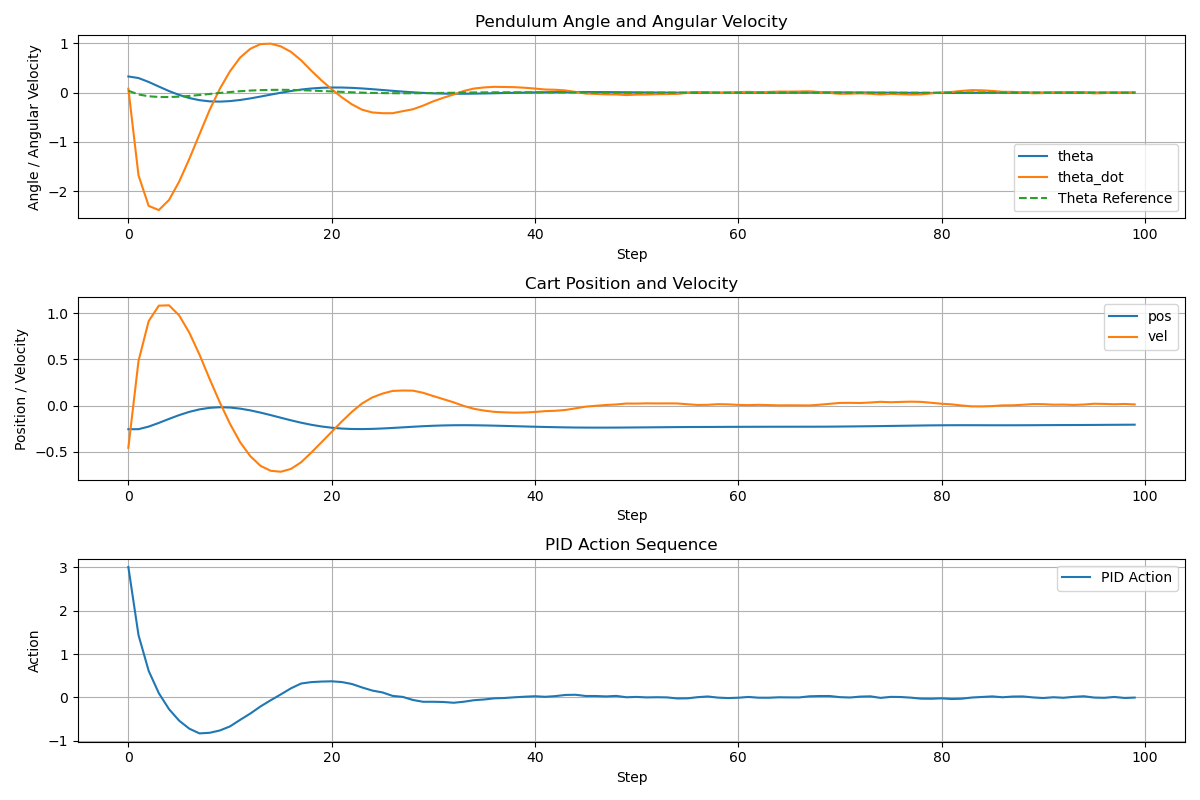 Pendulum Angle and Angular Velocity
Angle / Angular Velocity
1
0
−1
−2
theta
theta_dot
Theta Reference
0 20 40 60 80 100
Step
Cart Position and Velocity
Position / Velocity
1.0
0.5
0.0
−0.5
pos
vel
0 20 40 60 80 100
Step
PID Action Sequence
Action
3
2
1
0
−1
PID Action
0 20 40 60 80 100
Step